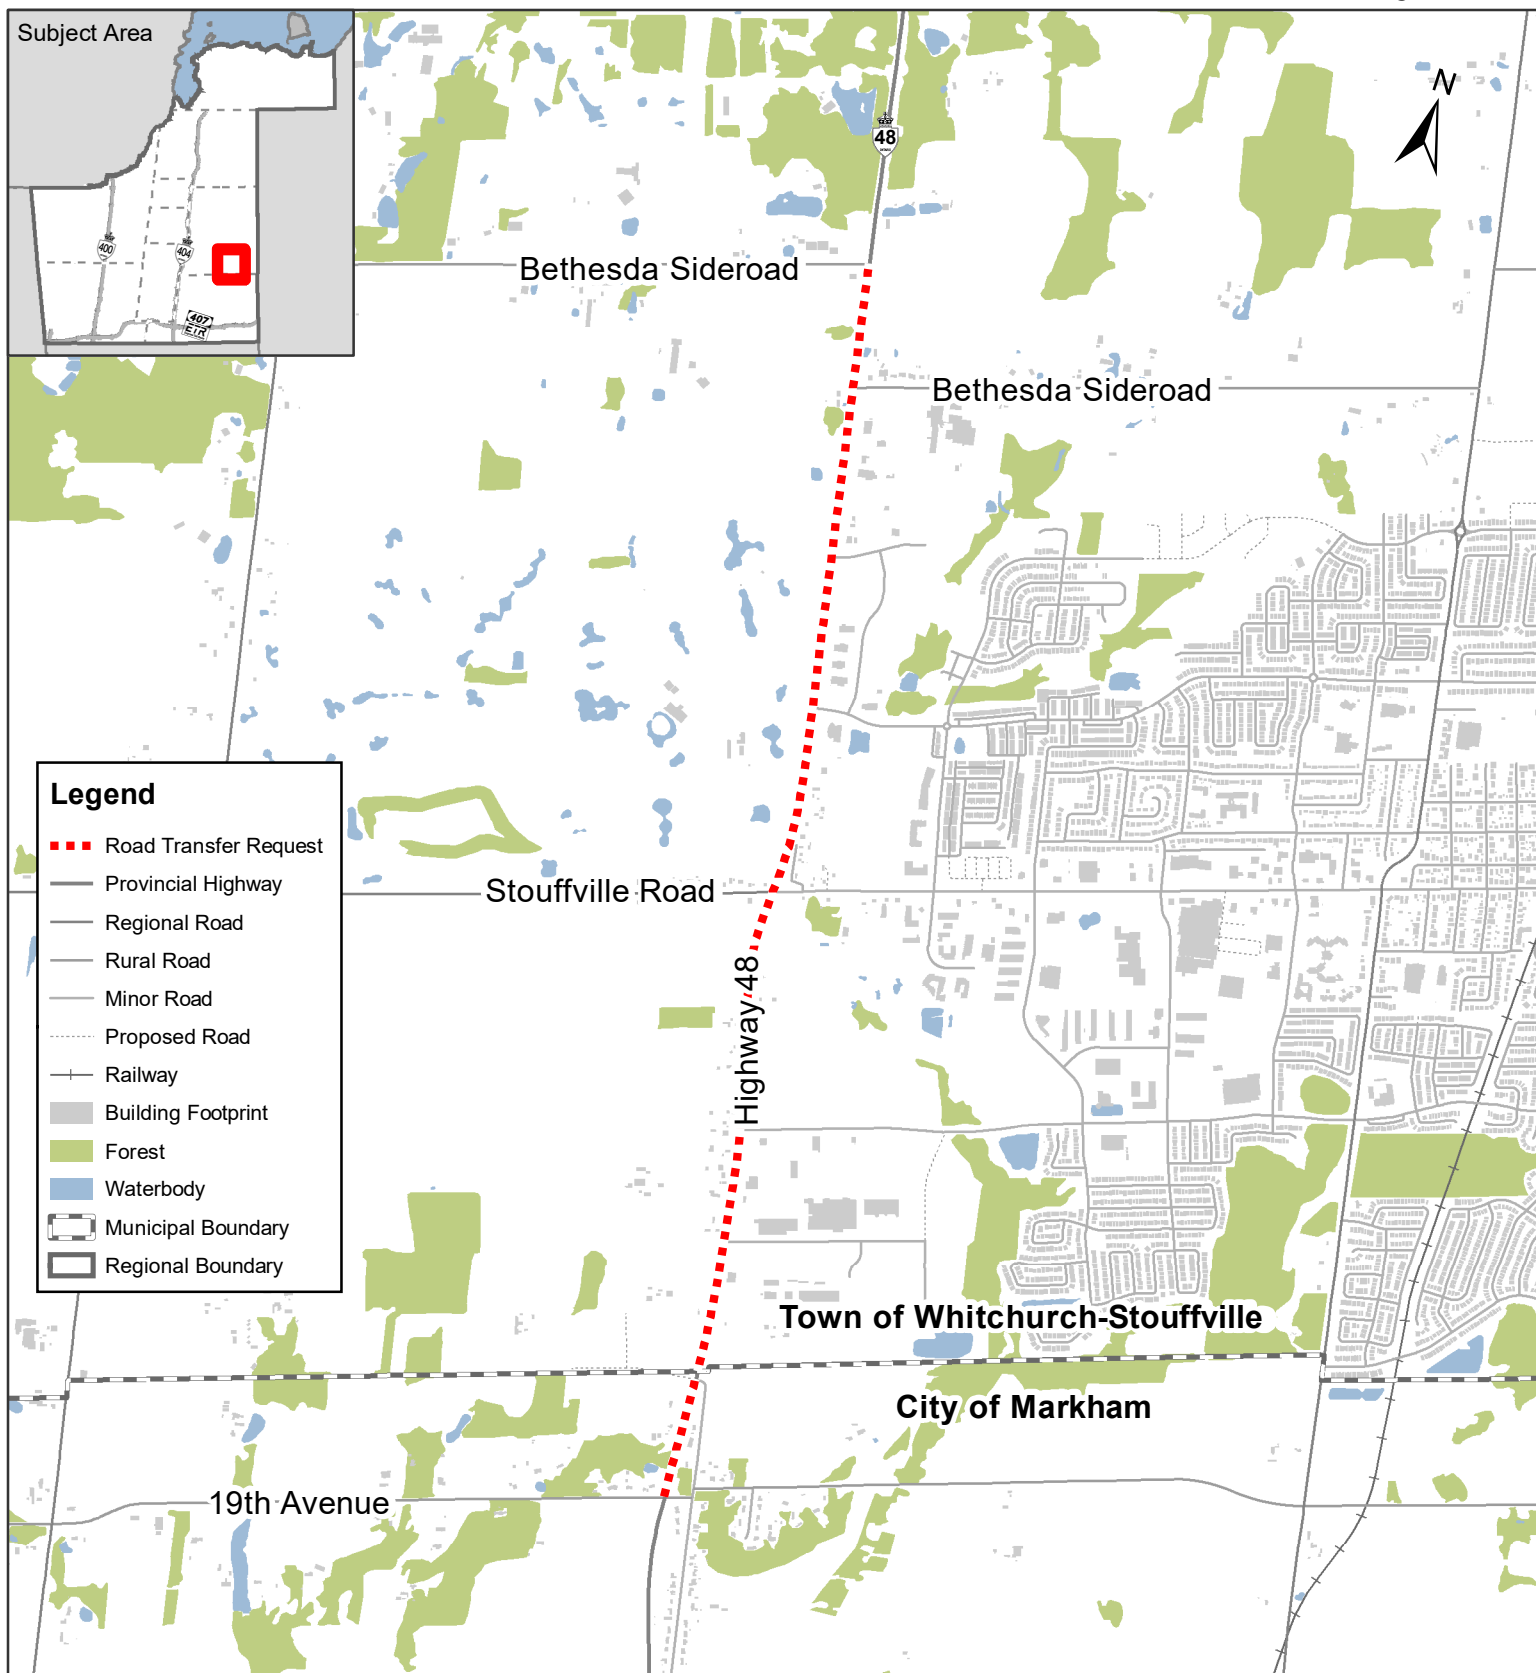 Subject Area
400
404
407
ETR
N
48
Bethesda Sideroad
Bethesda Sideroad
Legend
Road Transfer Request
Provincial Highway
Regional Road
Rural Road
Minor Road
Proposed Road
Railway
Building Footprint
Forest
Waterbody
Municipal Boundary
Regional Boundary
Stouffville Road
Highway 48
Town of Whitchurch-Stouffville
City of Markham
19th Avenue